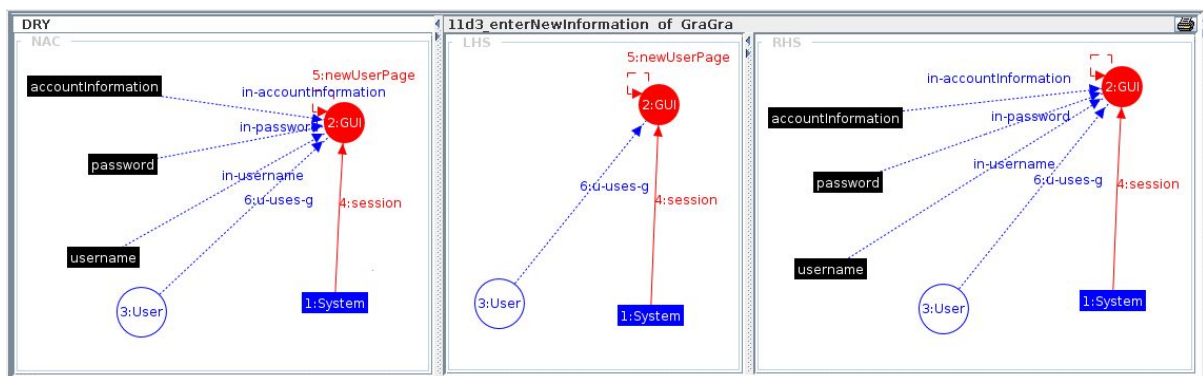 DRY
11d3_enterNewInformation of GraGra
NAC
5:newUserPage
accountInformation
in-accountInformation
2:GUI
in-password
password
in-username
6:u-uses-g
4:session
username
3:User
1:System
LHS
5:newUserPage
2:GUI
6:u-uses-g
4:session
3:User
1:System
RHS
in-accountInformation
2:GUI
accountInformation
in-password
in-username
password
6:u-uses-g
4:session
username
3:User
1:System